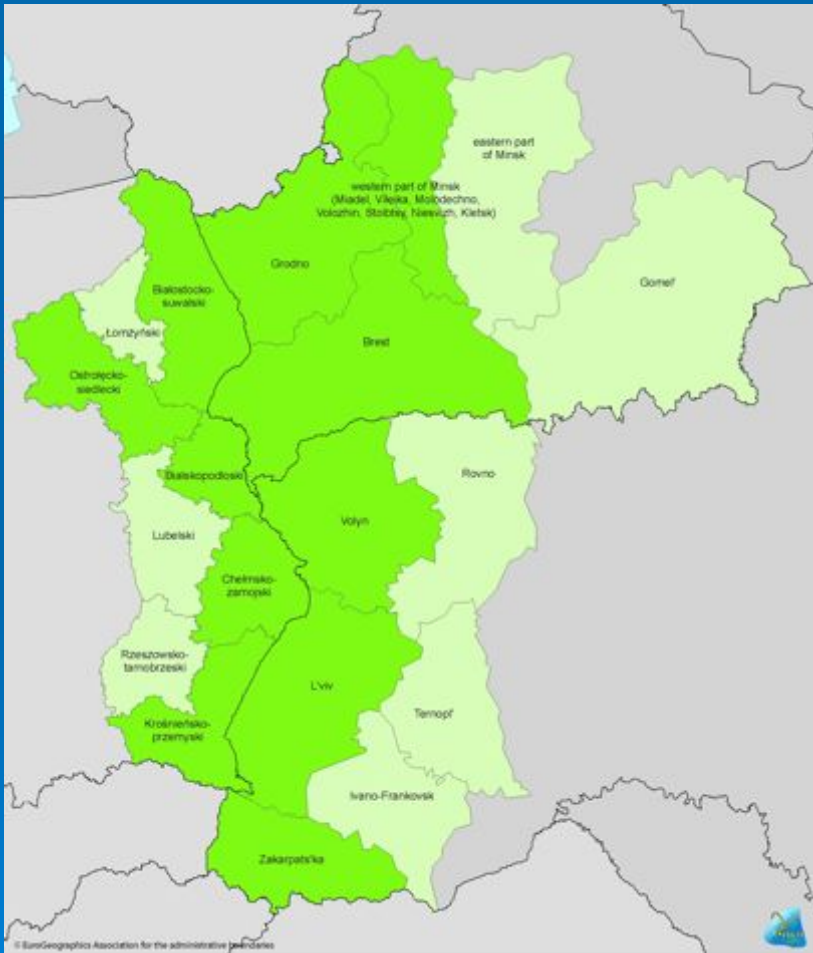 eastern part
of Minsk
western part of Minsk
(Miadel, Vilejka, Molodechno,
Volozhin, Stolbtsy, Niesvizh, Kletsk)
Grodno
Gomel'
Białostocko-
suwalski
Łomżyński
Brest
Ostrołęcko-
siedlecki
Bialskopodlaski
Rovno
Volyn
Lubelski
Chełmsko-
zamojski
Rzeszowsko-
tarnobrzeski
L'viv
Ternopl'
Krośnieńsko-
przemyski
Ivano-Frankovsk
Zakarpats'ka
© EuroGeographics Association for the administrative boundaries